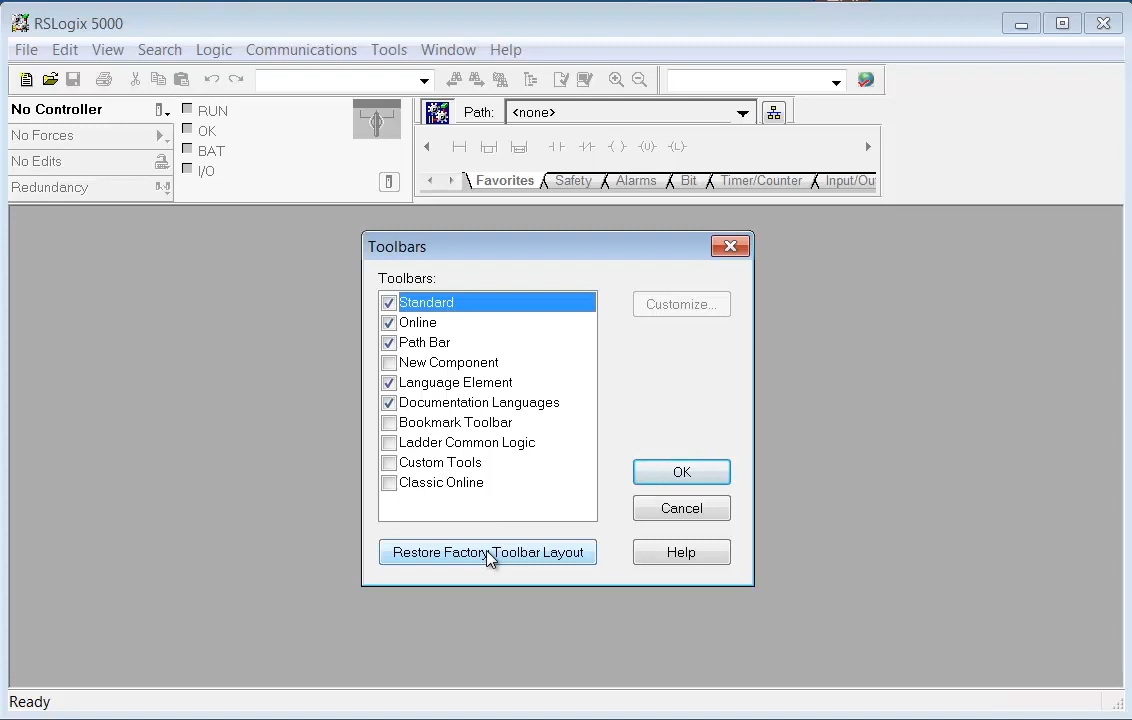 RSLogix 5000
File Edit View Search Logic Communications Tools Window Help
No Controller
RUN
Path: <none>
No Forces
OK
No Edits
BAT
I/O
Redundancy
Favorites Safety Alarms Bit Timer/Counter Input/Ou
Toolbars
Toolbars:
Standard
Customize...
Online
Path Bar
New Component
Language Element
Documentation Languages
Bookmark Toolbar
Ladder Common Logic
Custom Tools
OK
Classic Online
Cancel
Restore Factory Toolbar Layout
Help
Ready